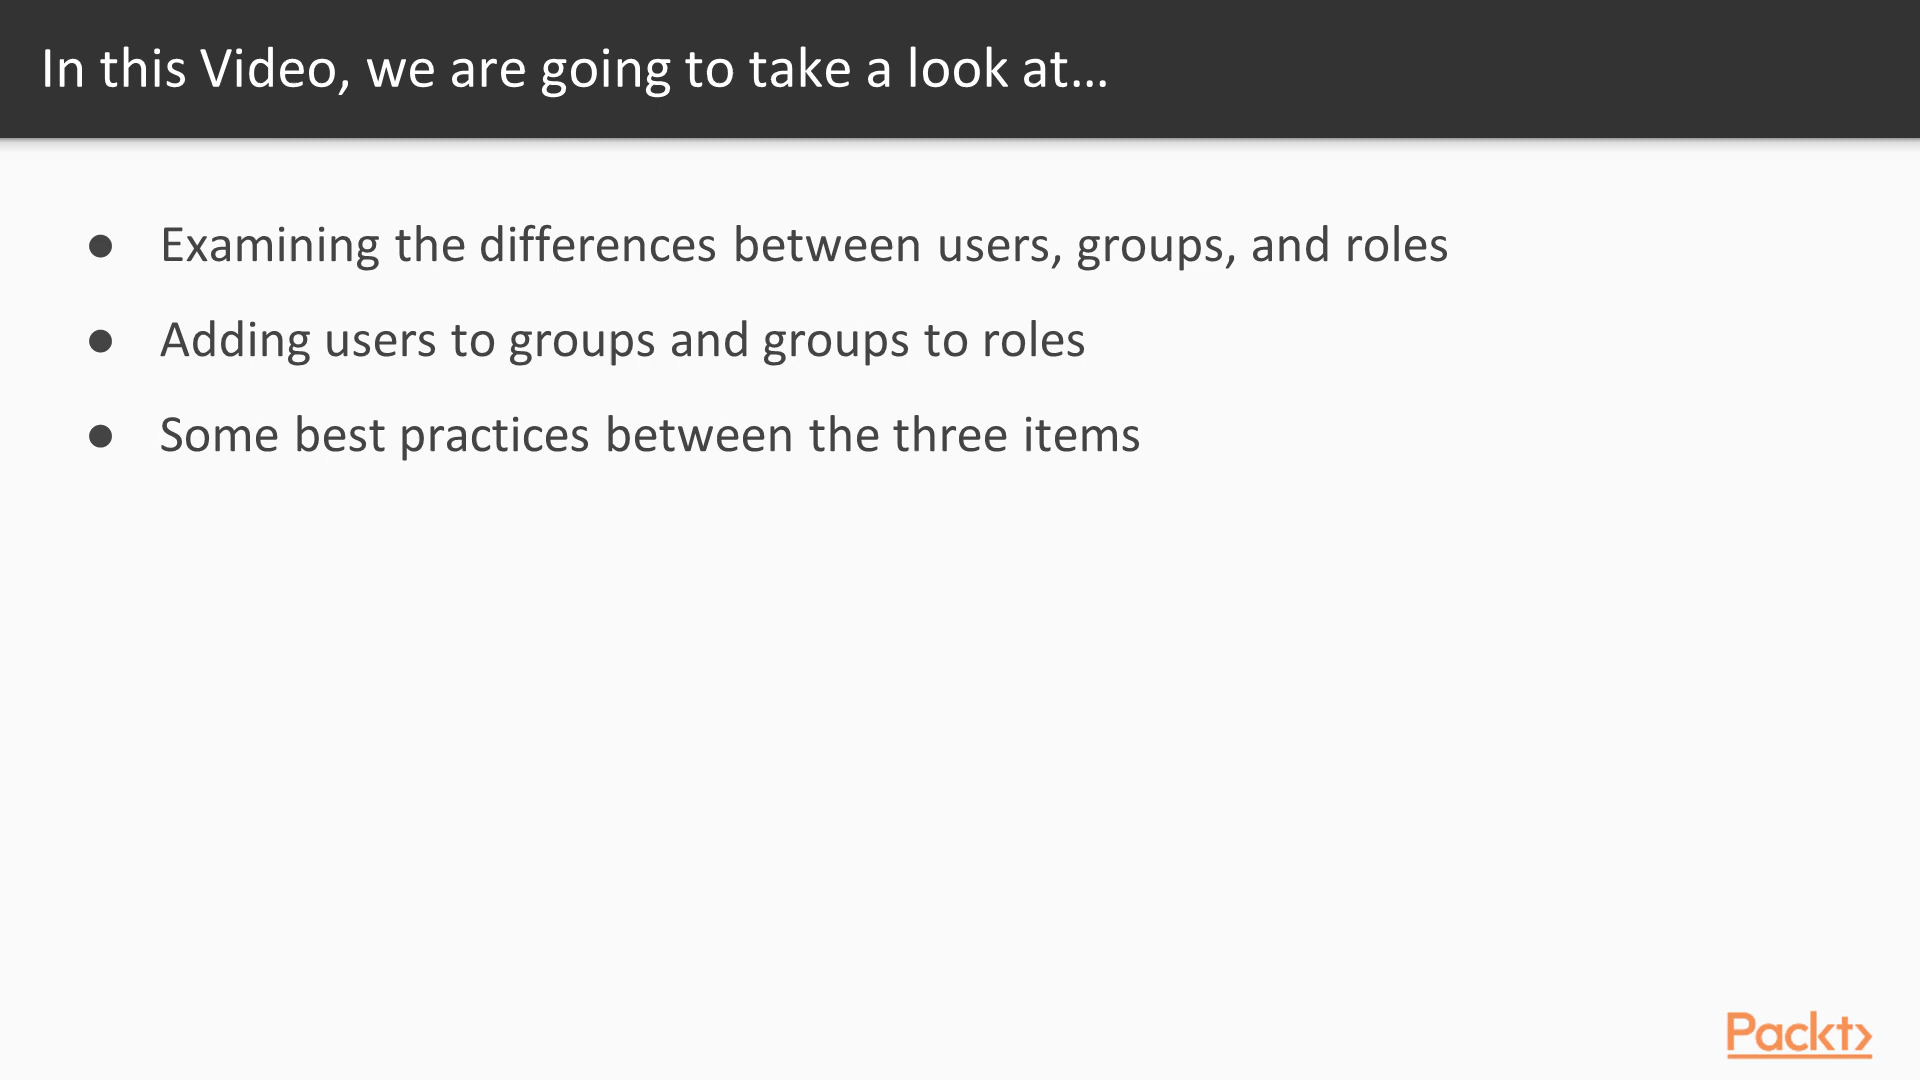 In this Video, we are going to take a look at…
● Examining the differences between users, groups, and roles
● Adding users to groups and groups to roles
● Some best practices between the three items
Packt>